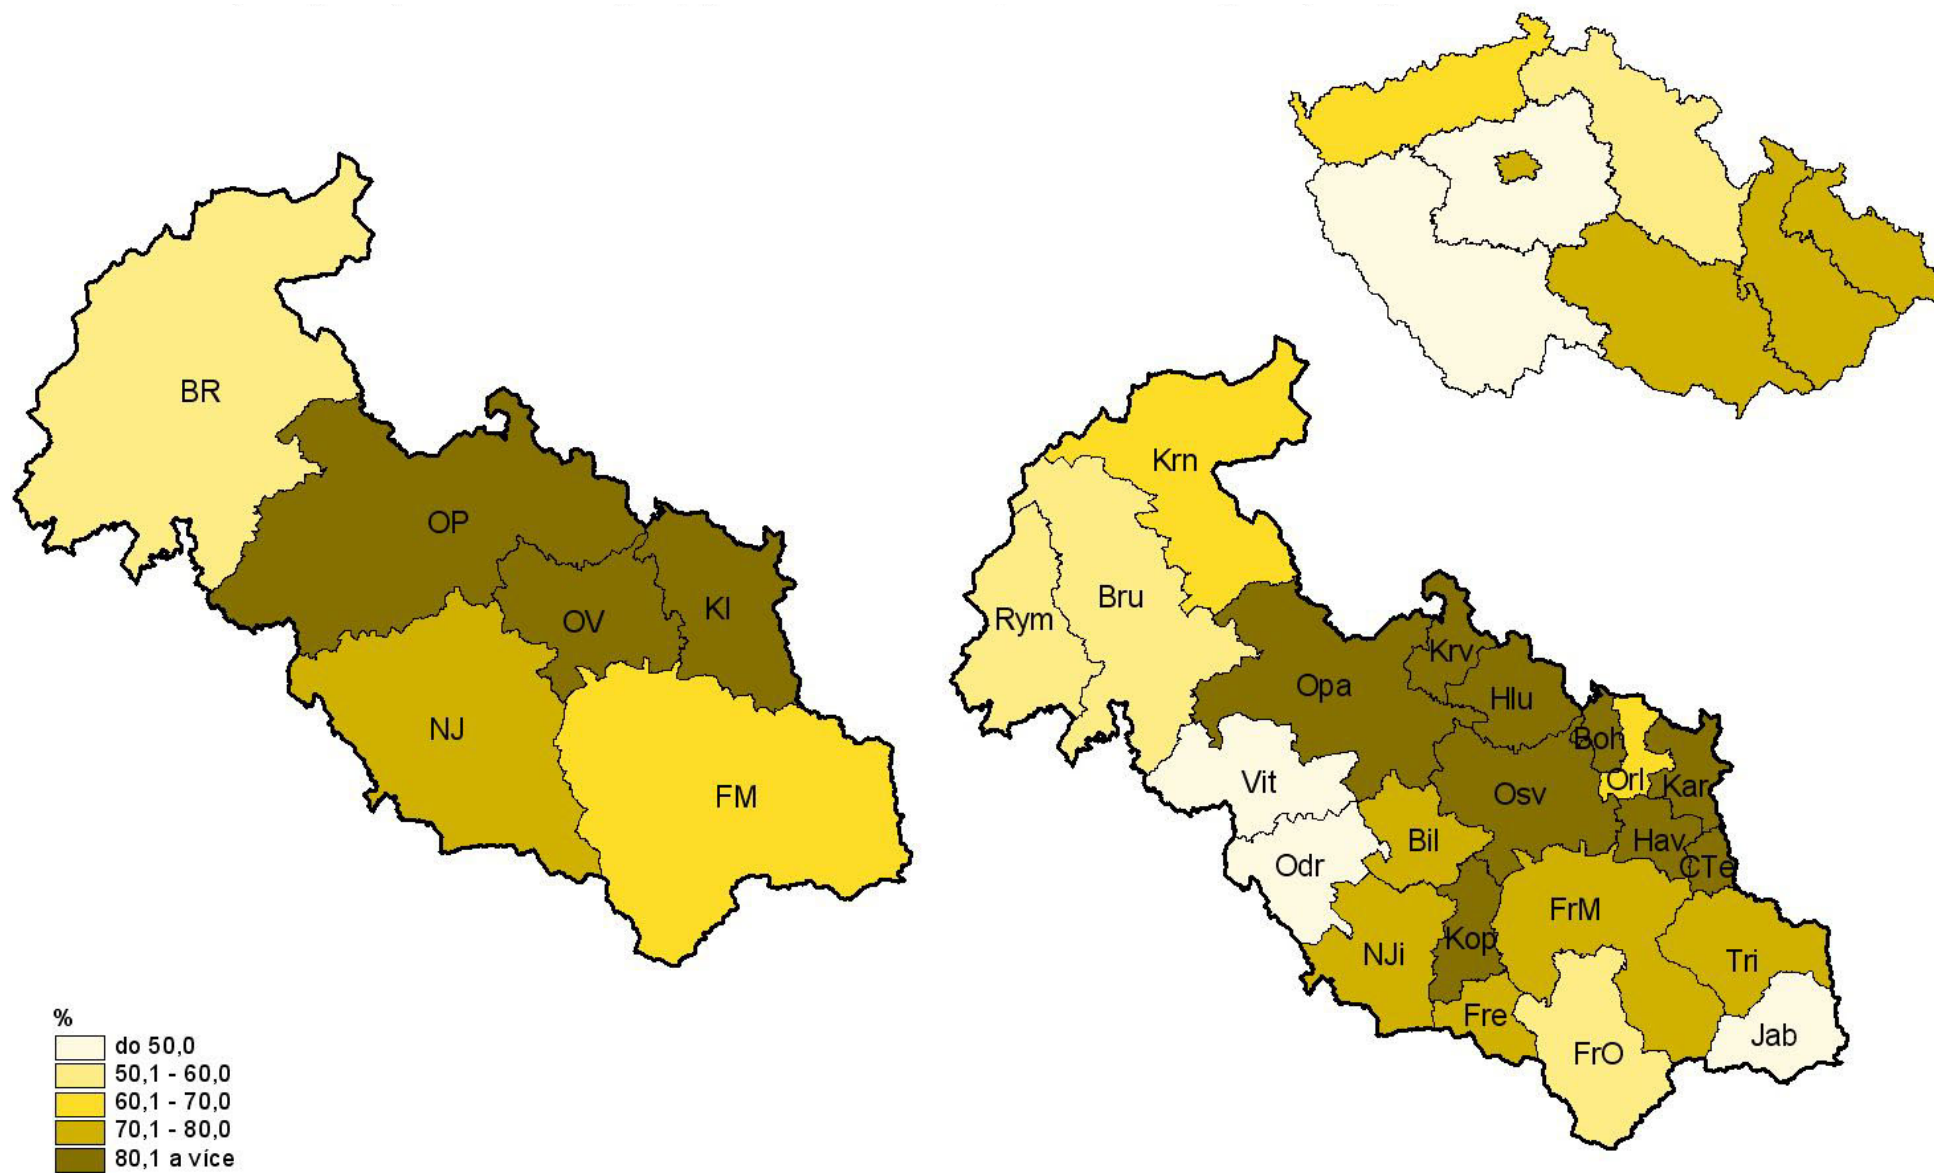 BR
OP
OV
KI
NJ
FM
Krn
Rym
Bru
Opa
Krv
Hlu
Boh
Vit
Osv
Orl
Kar
Odr
Bil
Hav
CTe
FrM
Kop
NJi
Tri
Fre
FrO
Jab
%
do 50,0
50,1 - 60,0
60,1 - 70,0
70,1 - 80,0
80,1 a více